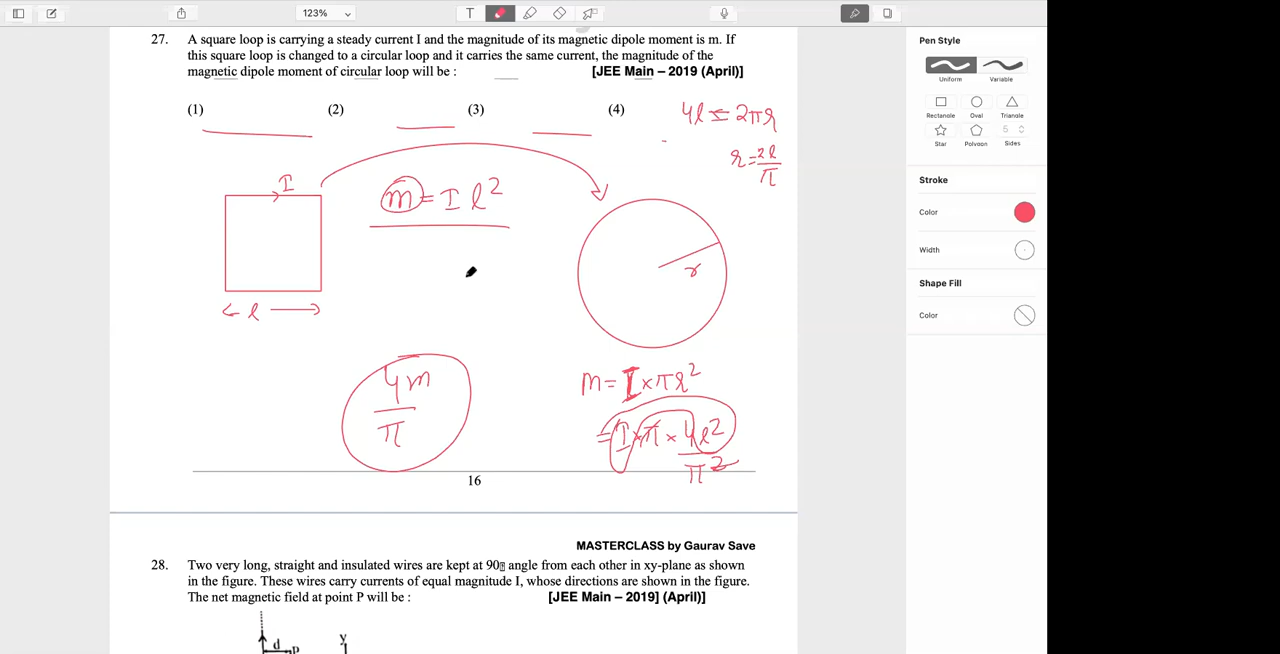 123%
T
27. A square loop is carrying a steady current I and the magnitude of its magnetic dipole moment is m. If
this square loop is changed to a circular loop and it carries the same current, the magnitude of the
magnetic dipole moment of circular loop will be :
[JEE Main – 2019 (April)]
(1) (2) (3) (4)
4l = 2πr
r = 2l/π
I
m = I l²
l
r
4m/π
m = I × πr²
= I × π × 4l²/π²
16
MASTERCLASS by Gaurav Save
28. Two very long, straight and insulated wires are kept at 90 angle from each other in xy-plane as shown
in the figure. These wires carry currents of equal magnitude I, whose directions are shown in the figure.
The net magnetic field at point P will be :
[JEE Main – 2019] (April)]
d
P
y
Pen Style
Uniform
Variable
Rectangle
Oval
Triangle
5
Star
Polygon
Sides
Stroke
Color
Width
Shape Fill
Color